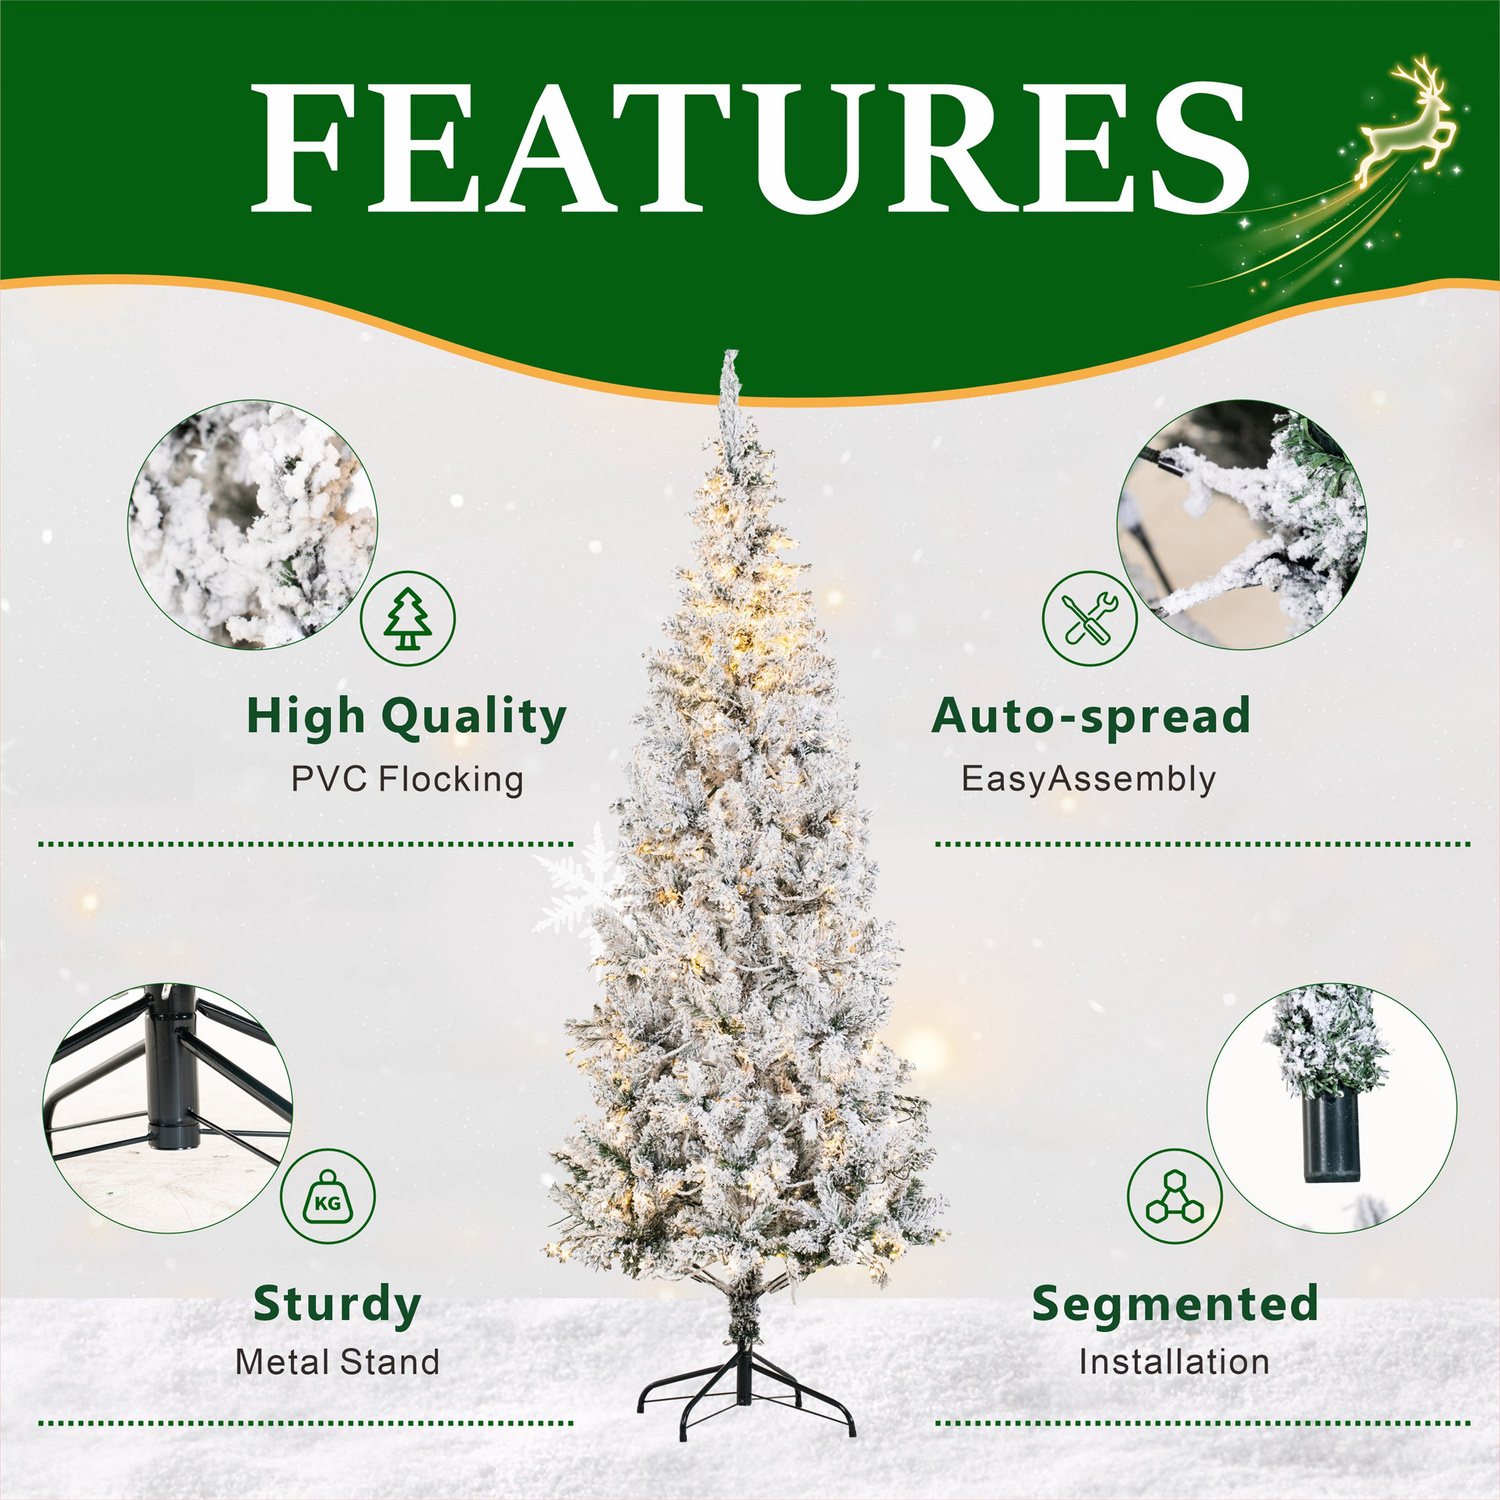 FEATURES
High Quality
PVC Flocking
Auto-spread
EasyAssembly
KG
Sturdy
Metal Stand
Segmented
Installation